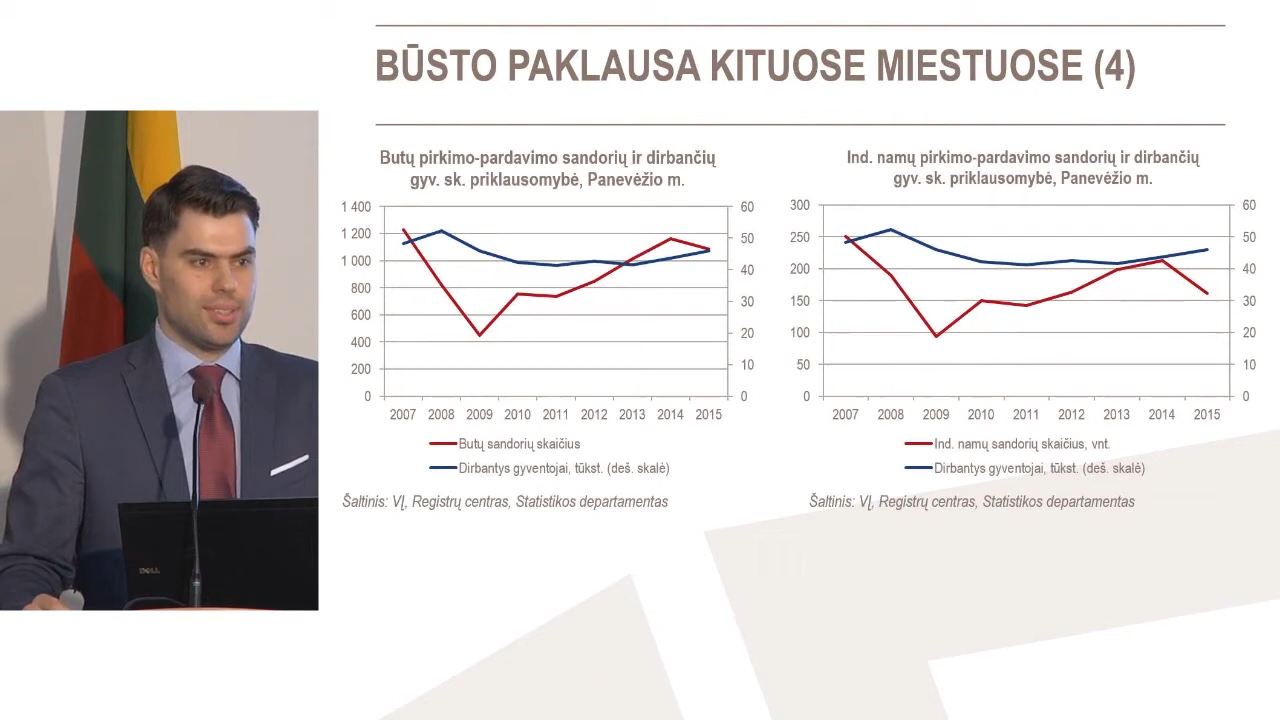 BŪSTO PAKLAUSA KITUOSE MIESTUOSE (4)
Butų pirkimo-pardavimo sandorių ir dirbančių
gyv. sk. priklausomybė, Panevėžio m.
1 400
1 200
1 000
800
600
400
200
0
60
50
40
30
20
10
0
2007 2008 2009 2010 2011 2012 2013 2014 2015
Butų sandorių skaičius
Dirbantys gyventojai, tūkst. (deš. skalė)
Šaltinis: VĮ, Registrų centras, Statistikos departamentas
Ind. namų pirkimo-pardavimo sandorių ir dirbančių
gyv. sk. priklausomybė, Panevėžio m.
300
250
200
150
100
50
0
60
50
40
30
20
10
0
2007 2008 2009 2010 2011 2012 2013 2014 2015
Ind. namų sandorių skaičius, vnt.
Dirbantys gyventojai, tūkst. (deš. skalė)
Šaltinis: VĮ, Registrų centras, Statistikos departamentas
DELL